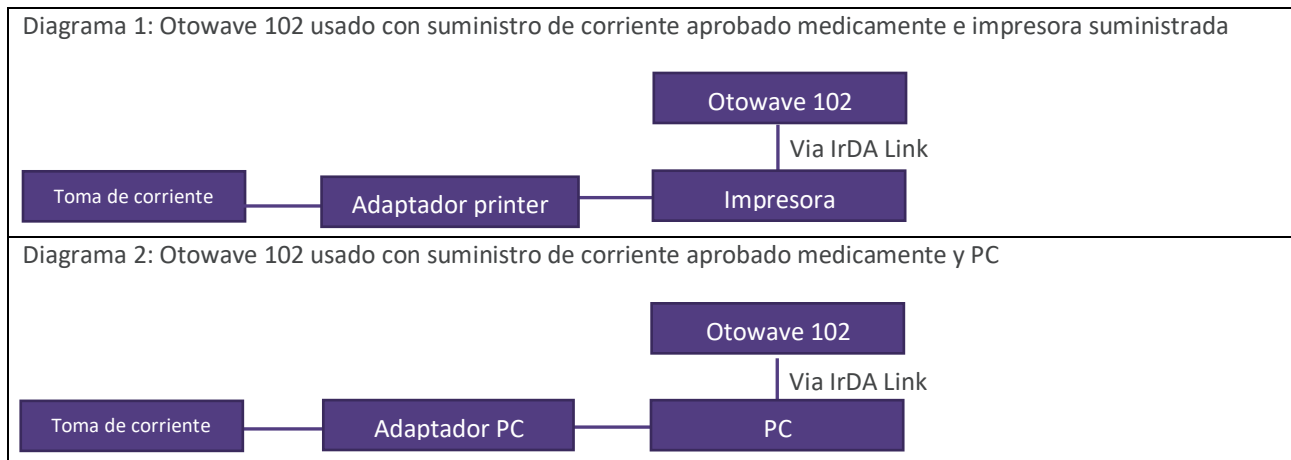 Diagrama 1: Otowave 102 usado con suministro de corriente aprobado medicamente e impresora suministrada
Otowave 102
Via IrDA Link
Toma de corriente
Adaptador printer
Impresora
Diagrama 2: Otowave 102 usado con suministro de corriente aprobado medicamente y PC
Otowave 102
Via IrDA Link
Toma de corriente
Adaptador PC
PC